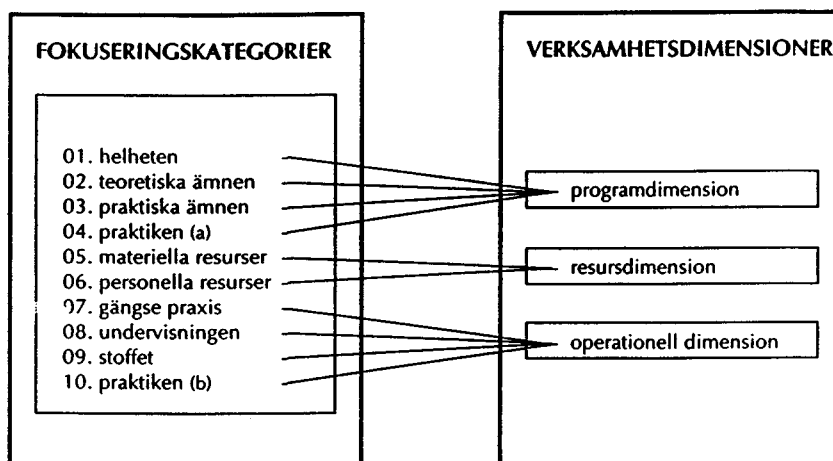 FOKUSERINGSKATEGORIER
01. helheten
02. teoretiska ämnen
03. praktiska ämnen
04. praktiken (a)
05. materiella resurser
06. personella resurser
07. gängse praxis
08. undervisningen
09. stoffet
10. praktiken (b)
VERKSAMHETSDIMENSIONER
programdimension
resursdimension
operationell dimension